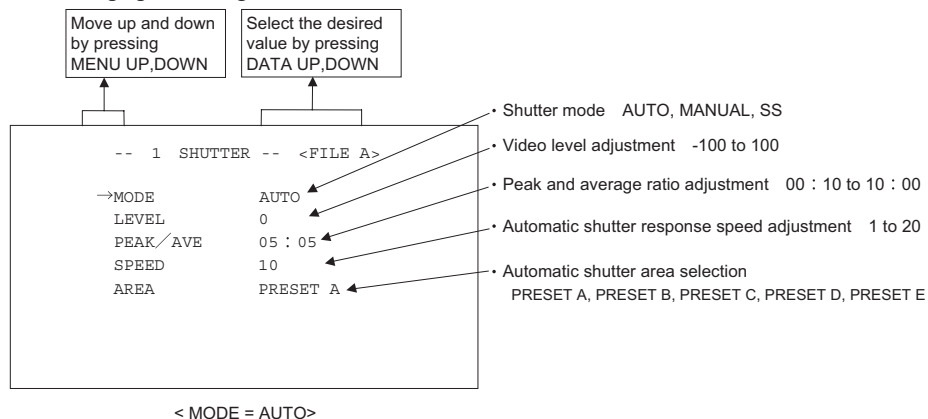 Move up and down
by pressing
MENU UP,DOWN
Select the desired
value by pressing
DATA UP,DOWN
-- 1 SHUTTER -- <FILE A>
→MODE AUTO
LEVEL 0
PEAK／AVE 05：05
SPEED 10
AREA PRESET A
・Shutter mode AUTO, MANUAL, SS
・Video level adjustment -100 to 100
・Peak and average ratio adjustment 00：10 to 10：00
・Automatic shutter response speed adjustment 1 to 20
・Automatic shutter area selection
PRESET A, PRESET B, PRESET C, PRESET D, PRESET E
< MODE = AUTO>